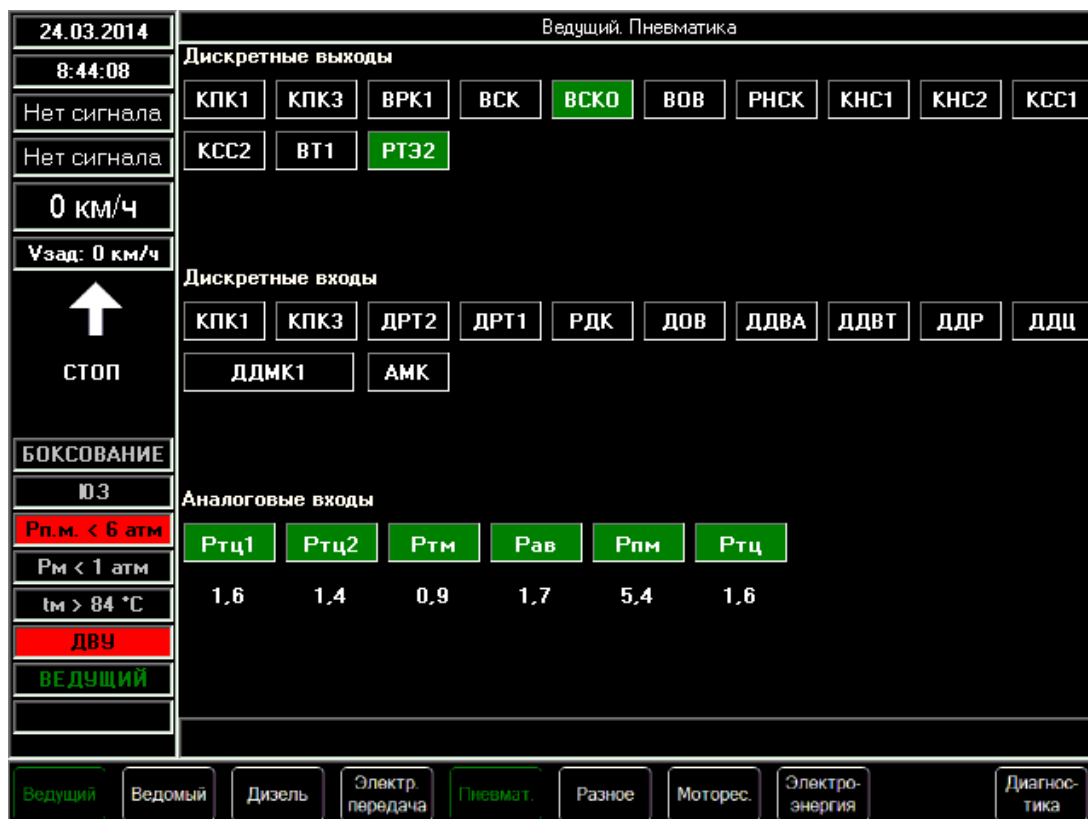 24.03.2014
8:44:08
Нет сигнала
Нет сигнала
0 км/ч
Vзад: 0 км/ч
СТОП
БОКСОВАНИЕ
ЮЗ
Рп.м. < 6 атм
Рм < 1 атм
tм > 84 °C
ДВУ
ВЕДУЩИЙ
Ведущий. Пневматика
Дискретные выходы
КПК1 КПК3 ВРК1 ВСК ВСКО ВОВ РНСК КНС1 КНС2 КСС1
КСС2 ВТ1 РТЭ2
Дискретные входы
КПК1 КПК3 ДРТ2 ДРТ1 РДК ДОВ ДДВА ДДВТ ДДР ДДЦ
ДДМК1 АМК
Аналоговые входы
Ртц1 Ртц2 Ртм Рав Рпм Ртц
1,6 1,4 0,9 1,7 5,4 1,6
Ведущий Ведомый Дизель Электр. передача Пневмат. Разное Моторес. Электро-энергия Диагнос-тика